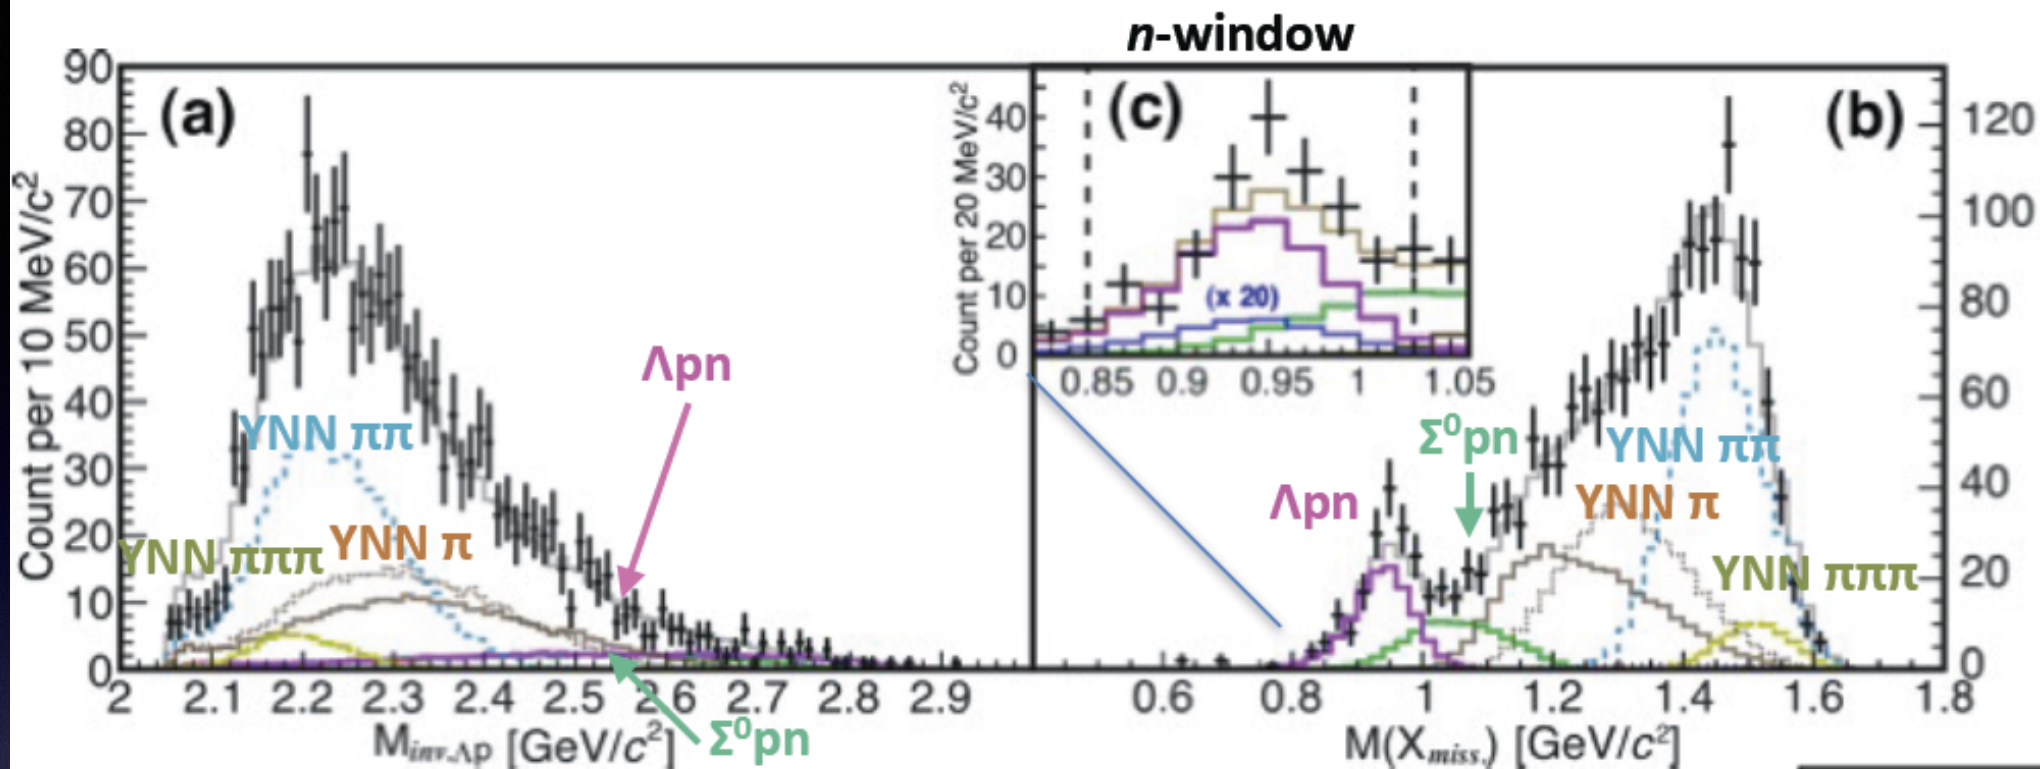 n-window
(a)
(c)
(b)
Count per 10 MeV/c²
90
80
70
60
50
40
30
20
10
0
YNN ππ
YNN πππ
YNN π
Λpn
Σ⁰pn
2 2.1 2.2 2.3 2.4 2.5 2.6 2.7 2.8 2.9
M inv.Λp [GeV/c²]
Count per 20 MeV/c²
40
30
20
10
0
(x 20)
0.85 0.9 0.95 1 1.05
Λpn
Σ⁰pn
YNN ππ
YNN π
YNN πππ
120
100
80
60
40
20
0
0.6 0.8 1 1.2 1.4 1.6 1.8
M(X miss.) [GeV/c²]